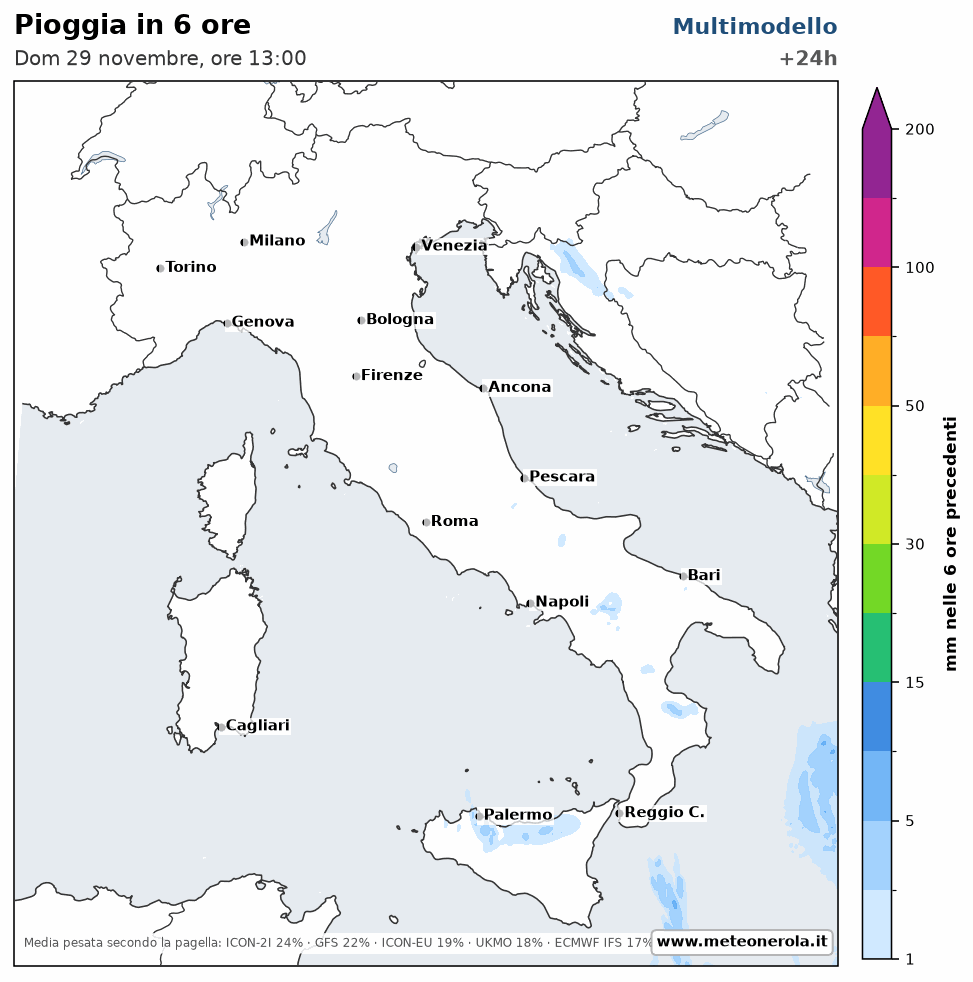 Pioggia in 6 ore
Multimodello
Dom 29 novembre, ore 13:00
+24h
200
Milano
Venezia
Torino
100
Genova
Bologna
Firenze
Ancona
50
Pescara
Roma
30
Bari
Napoli
mm nelle 6 ore precedenti
15
Cagliari
Palermo
Reggio C.
5
Media pesata secondo la pagella: ICON-2I 24% · GFS 22% · ICON-EU 19% · UKMO 18% · ECMWF IFS 17%
www.meteonerola.it
1